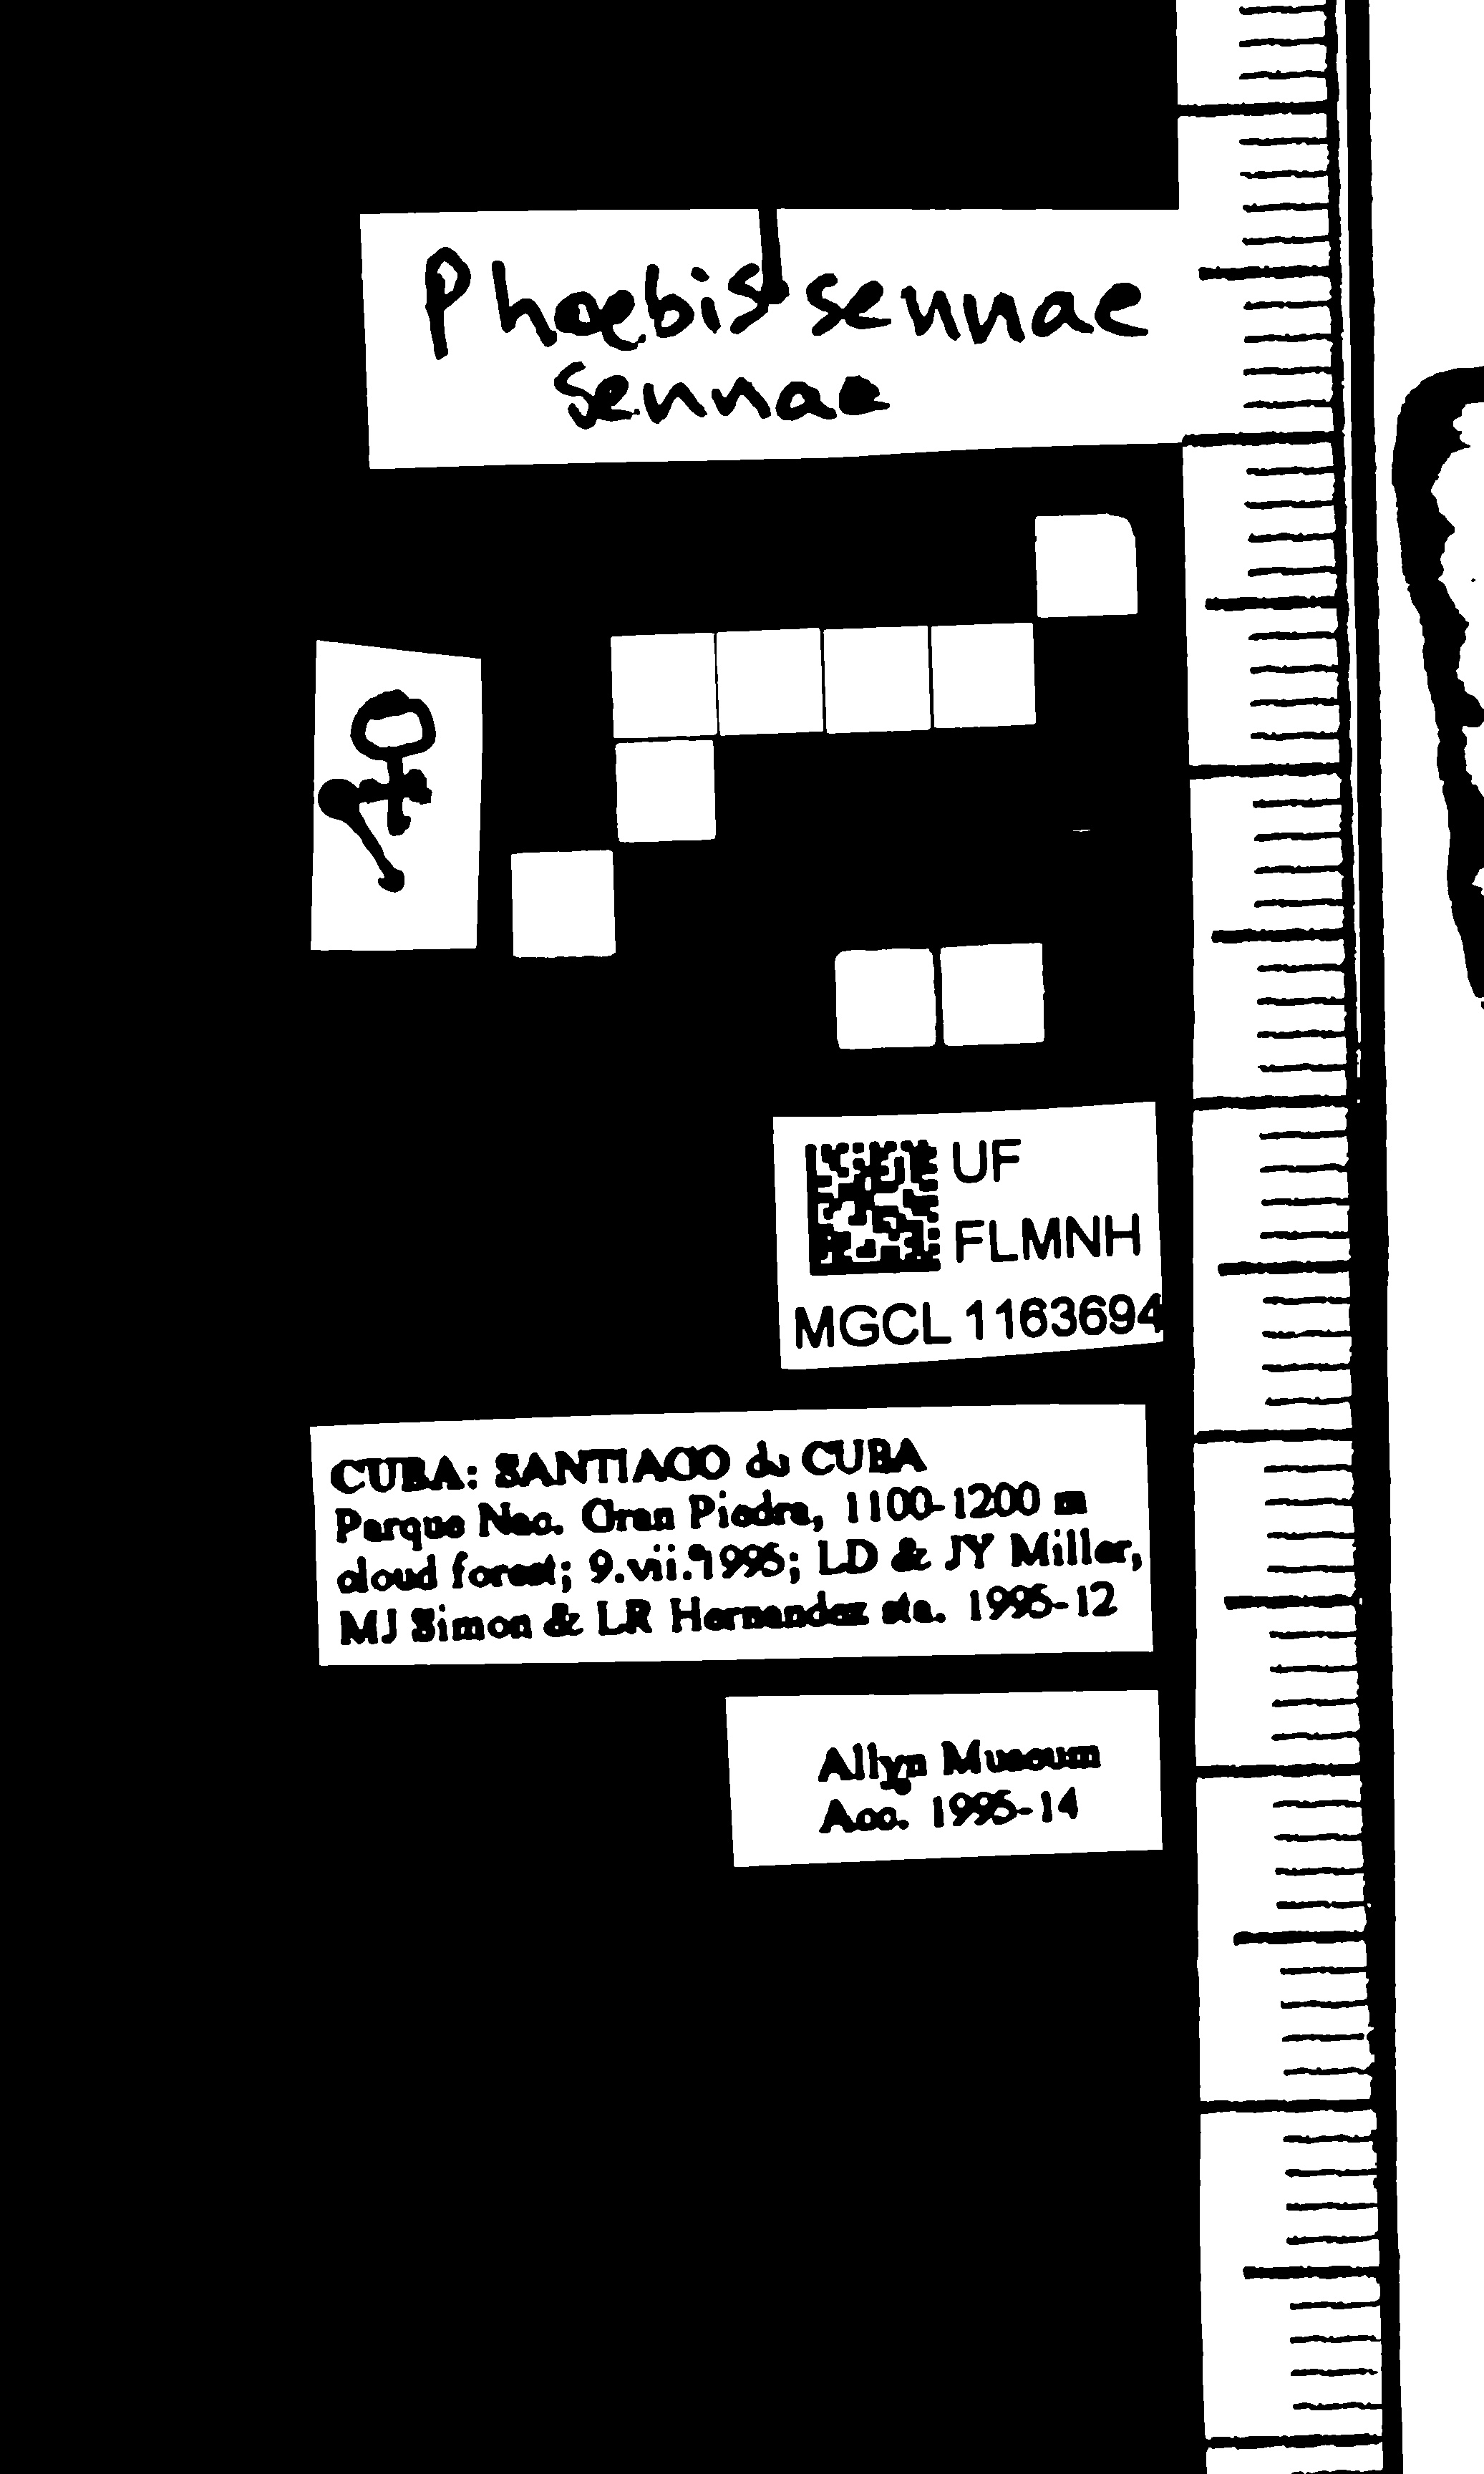 Phoebis sennae
sennae
♀
UF
FLMNH
MGCL 1163694
CUBA: SANTIAGO de CUBA
Parque Nac. Gran Piedra, 1100-1200 m
cloud forest; 9.vii.1995; LD & JY Miller,
MJ Simon & LR Hernandez sta. 1995-12
Allyn Museum
Acc. 1995-14